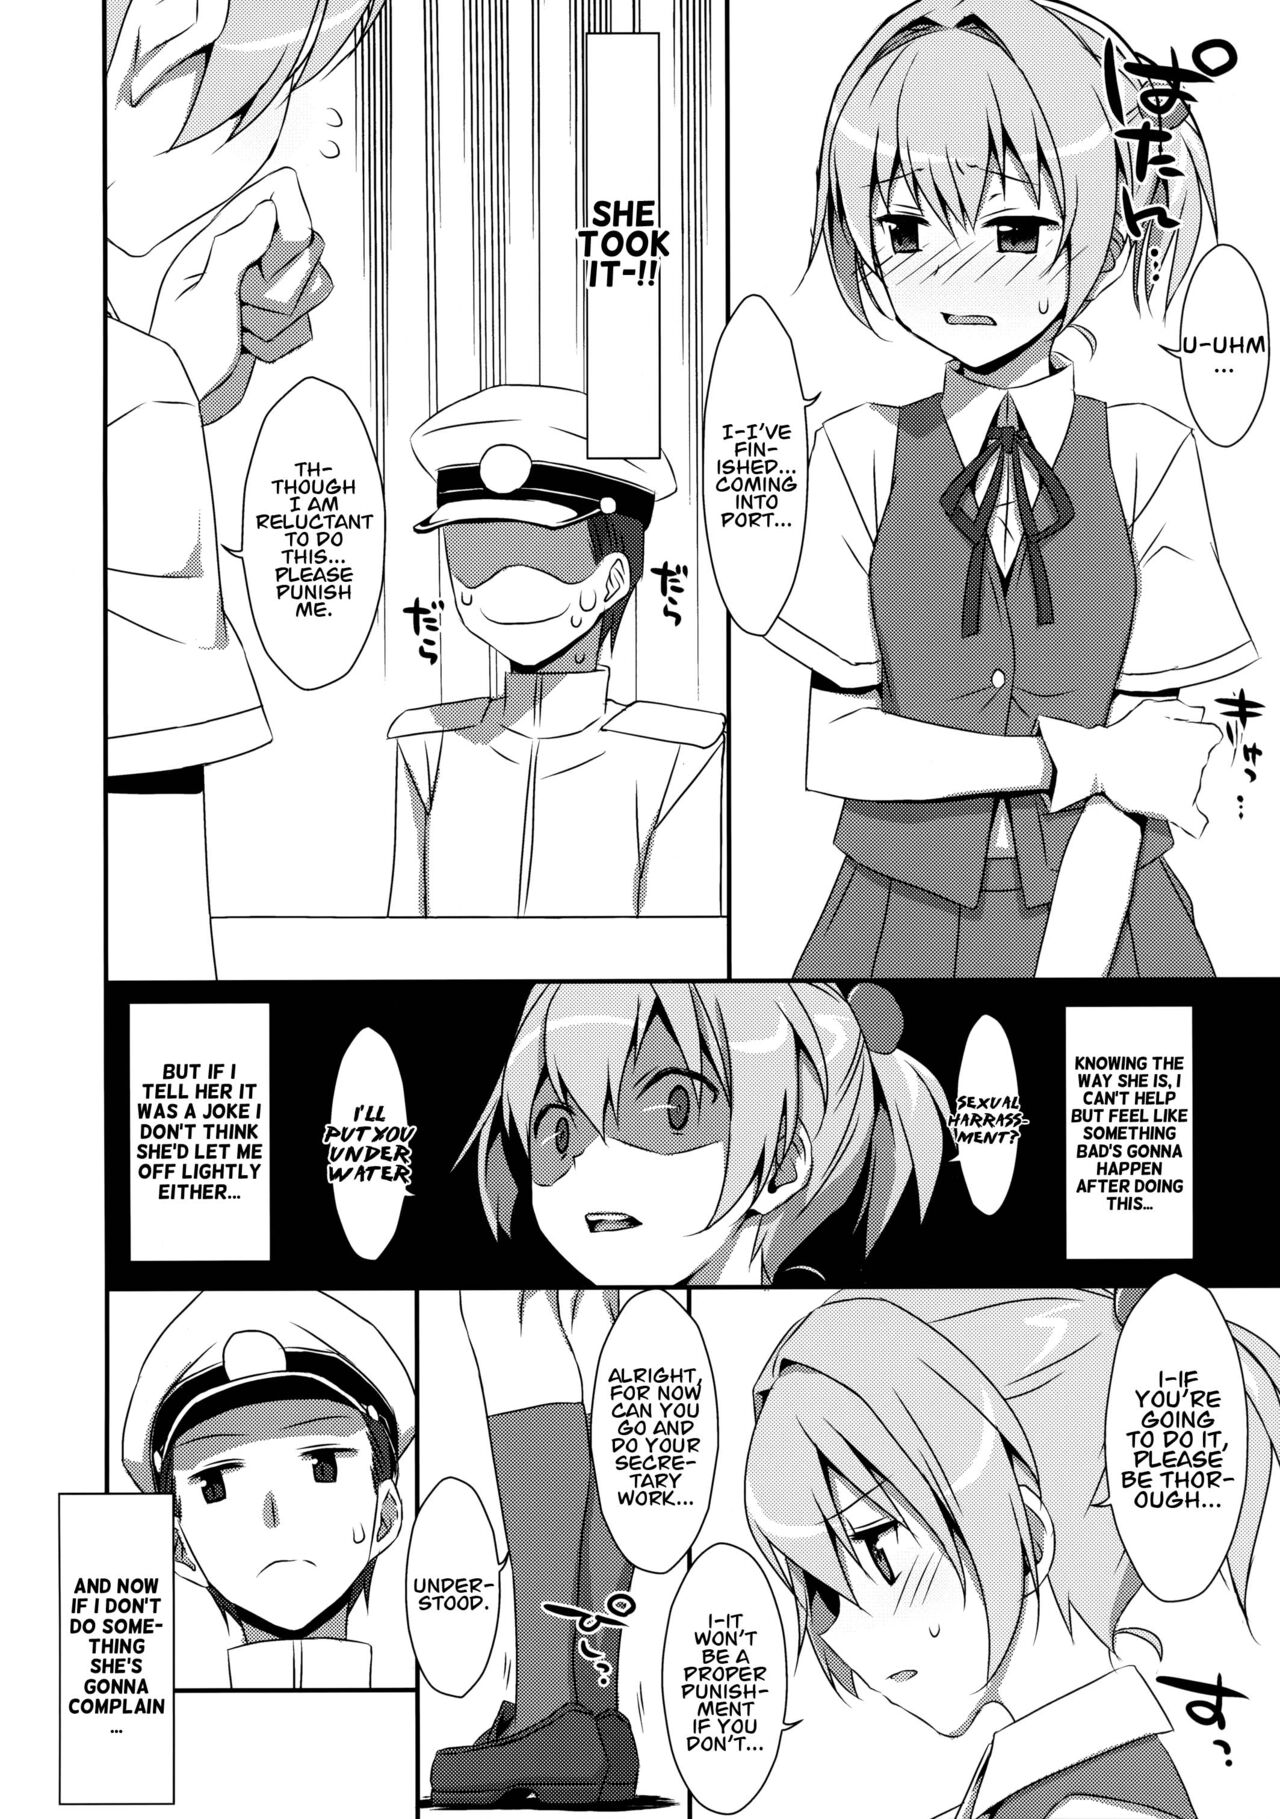 ぱたん…
U-UHM
...
I-I'VE
FIN-
ISHED...
COMING
INTO
PORT...
ギュッ…
SHE
TOOK
IT-!!
だら
だら
TH-
THOUGH
I AM
RELUCTANT
TO DO
THIS...
PLEASE
PUNISH
ME.
KNOWING THE
WAY SHE IS, I
CAN'T HELP
BUT FEEL LIKE
SOMETHING
BAD'S GONNA
HAPPEN
AFTER DOING
THIS...
SEXUAL
HARRASS-
MENT?
I'LL
PUT YOU
UNDER
WATER
BUT IF I
TELL HER IT
WAS A JOKE I
DON'T THINK
SHE'D LET ME
OFF LIGHTLY
EITHER...
I-IF
YOU'RE
GOING
TO DO IT,
PLEASE
BE THOR-
OUGH...
I-IT
WON'T
BE A
PROPER
PUNISH-
MENT
IF YOU
DON'T...
ALRIGHT,
FOR NOW
CAN YOU
GO AND
DO YOUR
SECRE-
TARY
WORK...
UNDER-
STOOD.
AND NOW
IF I DON'T
DO SOME-
THING
SHE'S
GONNA
COMPLAIN
...